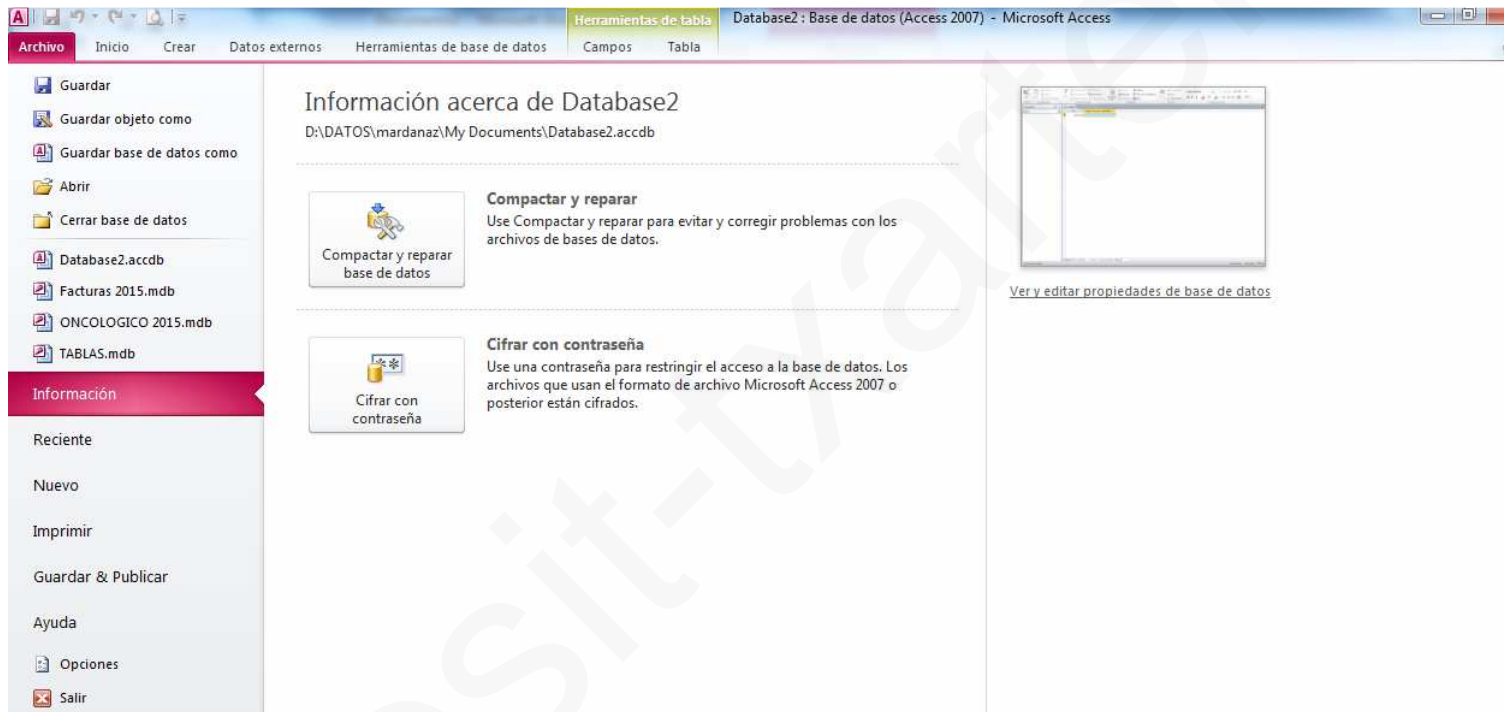 Herramientas de tabla
Database2 : Base de datos (Access 2007) - Microsoft Access
Archivo Inicio Crear Datos externos Herramientas de base de datos Campos Tabla
Guardar
Guardar objeto como
Guardar base de datos como
Abrir
Cerrar base de datos
Database2.accdb
Facturas 2015.mdb
ONCOLOGICO 2015.mdb
TABLAS.mdb
Información
Reciente
Nuevo
Imprimir
Guardar & Publicar
Ayuda
Opciones
Salir
Información acerca de Database2
D:\DATOS\mardanaz\My Documents\Database2.accdb
Compactar y reparar
base de datos
Compactar y reparar
Use Compactar y reparar para evitar y corregir problemas con los
archivos de bases de datos.
Cifrar con
contraseña
Cifrar con contraseña
Use una contraseña para restringir el acceso a la base de datos. Los
archivos que usan el formato de archivo Microsoft Access 2007 o
posterior están cifrados.
Ver y editar propiedades de base de datos